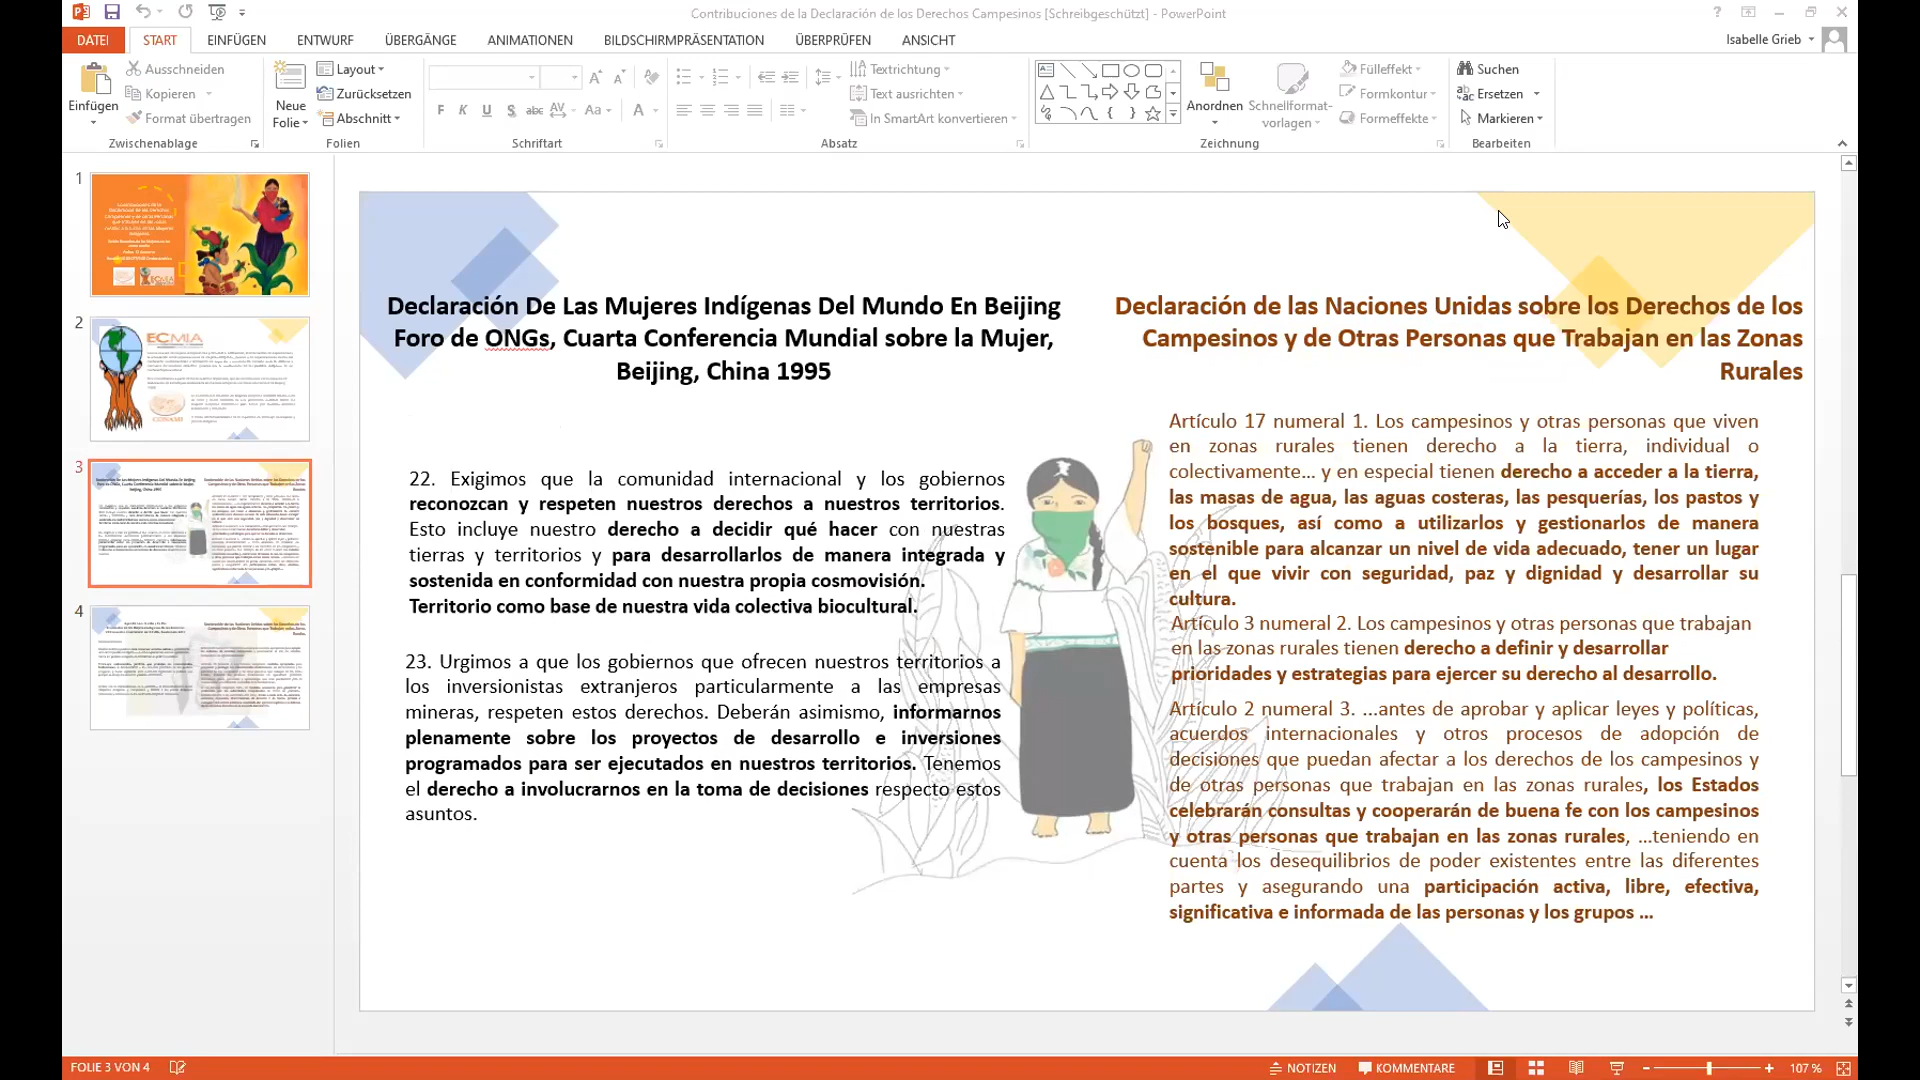 Contribuciones de la Declaración de los Derechos Campesinos [Schreibgeschützt] - PowerPoint
DATEI START EINFÜGEN ENTWURF ÜBERGÄNGE ANIMATIONEN BILDSCHIRMPRÄSENTATION ÜBERPRÜFEN ANSICHT
Isabelle Grieb
Einfügen
Ausschneiden
Kopieren
Format übertragen
Zwischenablage
Neue
Folie
Layout
Zurücksetzen
Abschnitt
Folien
F K U S abc AV Aa A
Schriftart
Textrichtung
Text ausrichten
In SmartArt konvertieren
Absatz
Anordnen
Schnellformat-
vorlagen
Fülleffekt
Formkontur
Formeffekte
Zeichnung
Suchen
Ersetzen
Markieren
Bearbeiten
1
2
ECMIA
3
4
Declaración De Las Mujeres Indígenas Del Mundo En Beijing
Foro de ONGs, Cuarta Conferencia Mundial sobre la Mujer,
Beijing, China 1995
22. Exigimos que la comunidad internacional y los gobiernos
reconozcan y respeten nuestros derechos a nuestros territorios.
Esto incluye nuestro derecho a decidir qué hacer con nuestras
tierras y territorios y para desarrollarlos de manera integrada y
sostenida en conformidad con nuestra propia cosmovisión.
Territorio como base de nuestra vida colectiva biocultural.
23. Urgimos a que los gobiernos que ofrecen nuestros territorios a
los inversionistas extranjeros particularmente a las empresas
mineras, respeten estos derechos. Deberán asimismo, informarnos
plenamente sobre los proyectos de desarrollo e inversiones
programados para ser ejecutados en nuestros territorios. Tenemos
el derecho a involucrarnos en la toma de decisiones respecto estos
asuntos.
Declaración de las Naciones Unidas sobre los Derechos de los
Campesinos y de Otras Personas que Trabajan en las Zonas
Rurales
Artículo 17 numeral 1. Los campesinos y otras personas que viven
en zonas rurales tienen derecho a la tierra, individual o
colectivamente... y en especial tienen derecho a acceder a la tierra,
las masas de agua, las aguas costeras, las pesquerías, los pastos y
los bosques, así como a utilizarlos y gestionarlos de manera
sostenible para alcanzar un nivel de vida adecuado, tener un lugar
en el que vivir con seguridad, paz y dignidad y desarrollar su
cultura.
Artículo 3 numeral 2. Los campesinos y otras personas que trabajan
en las zonas rurales tienen derecho a definir y desarrollar
prioridades y estrategias para ejercer su derecho al desarrollo.
Artículo 2 numeral 3. ...antes de aprobar y aplicar leyes y políticas,
acuerdos internacionales y otros procesos de adopción de
decisiones que puedan afectar a los derechos de los campesinos y
de otras personas que trabajan en las zonas rurales, los Estados
celebrarán consultas y cooperarán de buena fe con los campesinos
y otras personas que trabajan en las zonas rurales, ...teniendo en
cuenta los desequilibrios de poder existentes entre las diferentes
partes y asegurando una participación activa, libre, efectiva,
significativa e informada de las personas y los grupos ...
FOLIE 3 VON 4
NOTIZEN KOMMENTARE 107 %